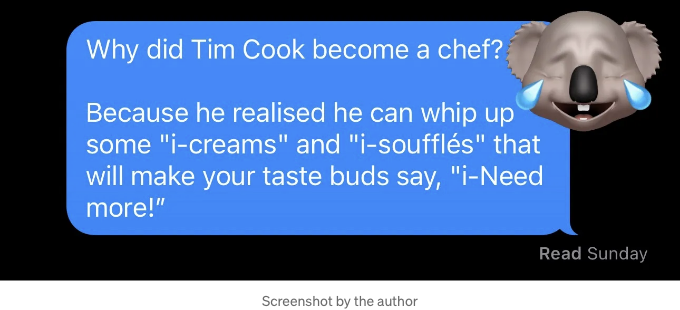 Why did Tim Cook become a chef?
Because he realised he can whip up
some "i-creams" and "i-soufflés" that
will make your taste buds say, "i-Need
more!”
Read Sunday
Screenshot by the author